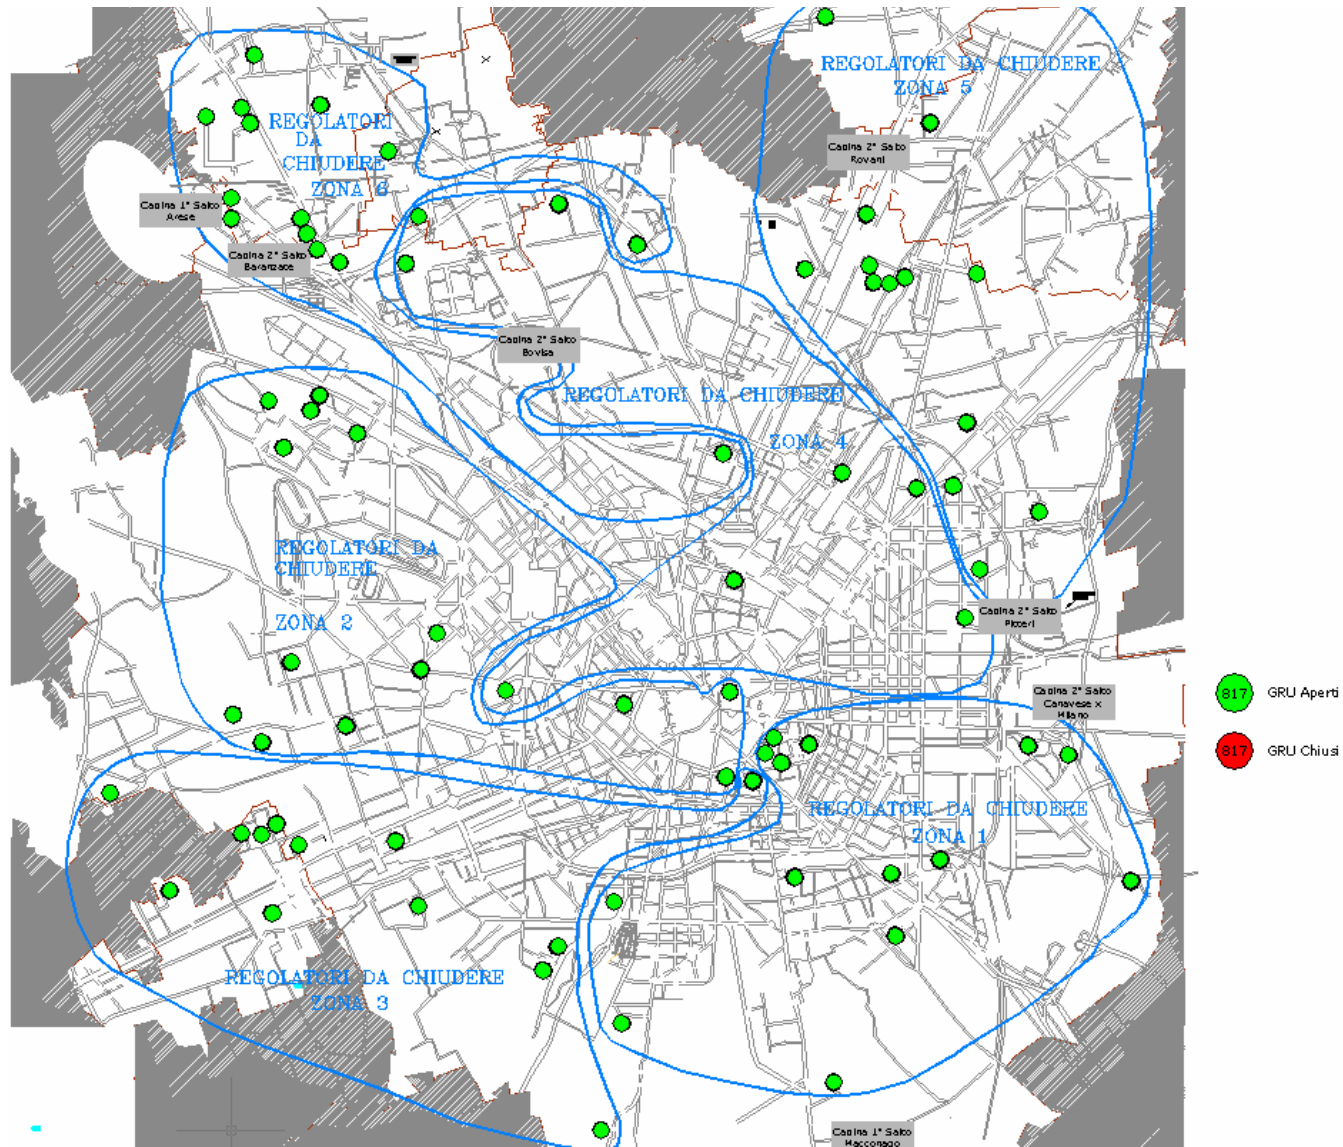 REGOLATORI DA CHIUDERE
ZONA 5
REGOLATORI
DA
CHIUDERE
ZONA 6
Cabina 2° Salto
Rovani
Cabina 1° Salto
Arese
Cabina 2° Salto
Baranzate
Cabina 2° Salto
Bovisa
REGOLATORI DA CHIUDERE
ZONA 4
REGOLATORI DA
CHIUDERE
ZONA 2
Cabina 2° Salto
Pitteri
Cabina 2° Salto
Canavese x
Milano
817 GRU Aperti
817 GRU Chiusi
REGOLATORI DA CHIUDERE
ZONA 1
REGOLATORI DA CHIUDERE
ZONA 3
Cabina 1° Salto
Macconago